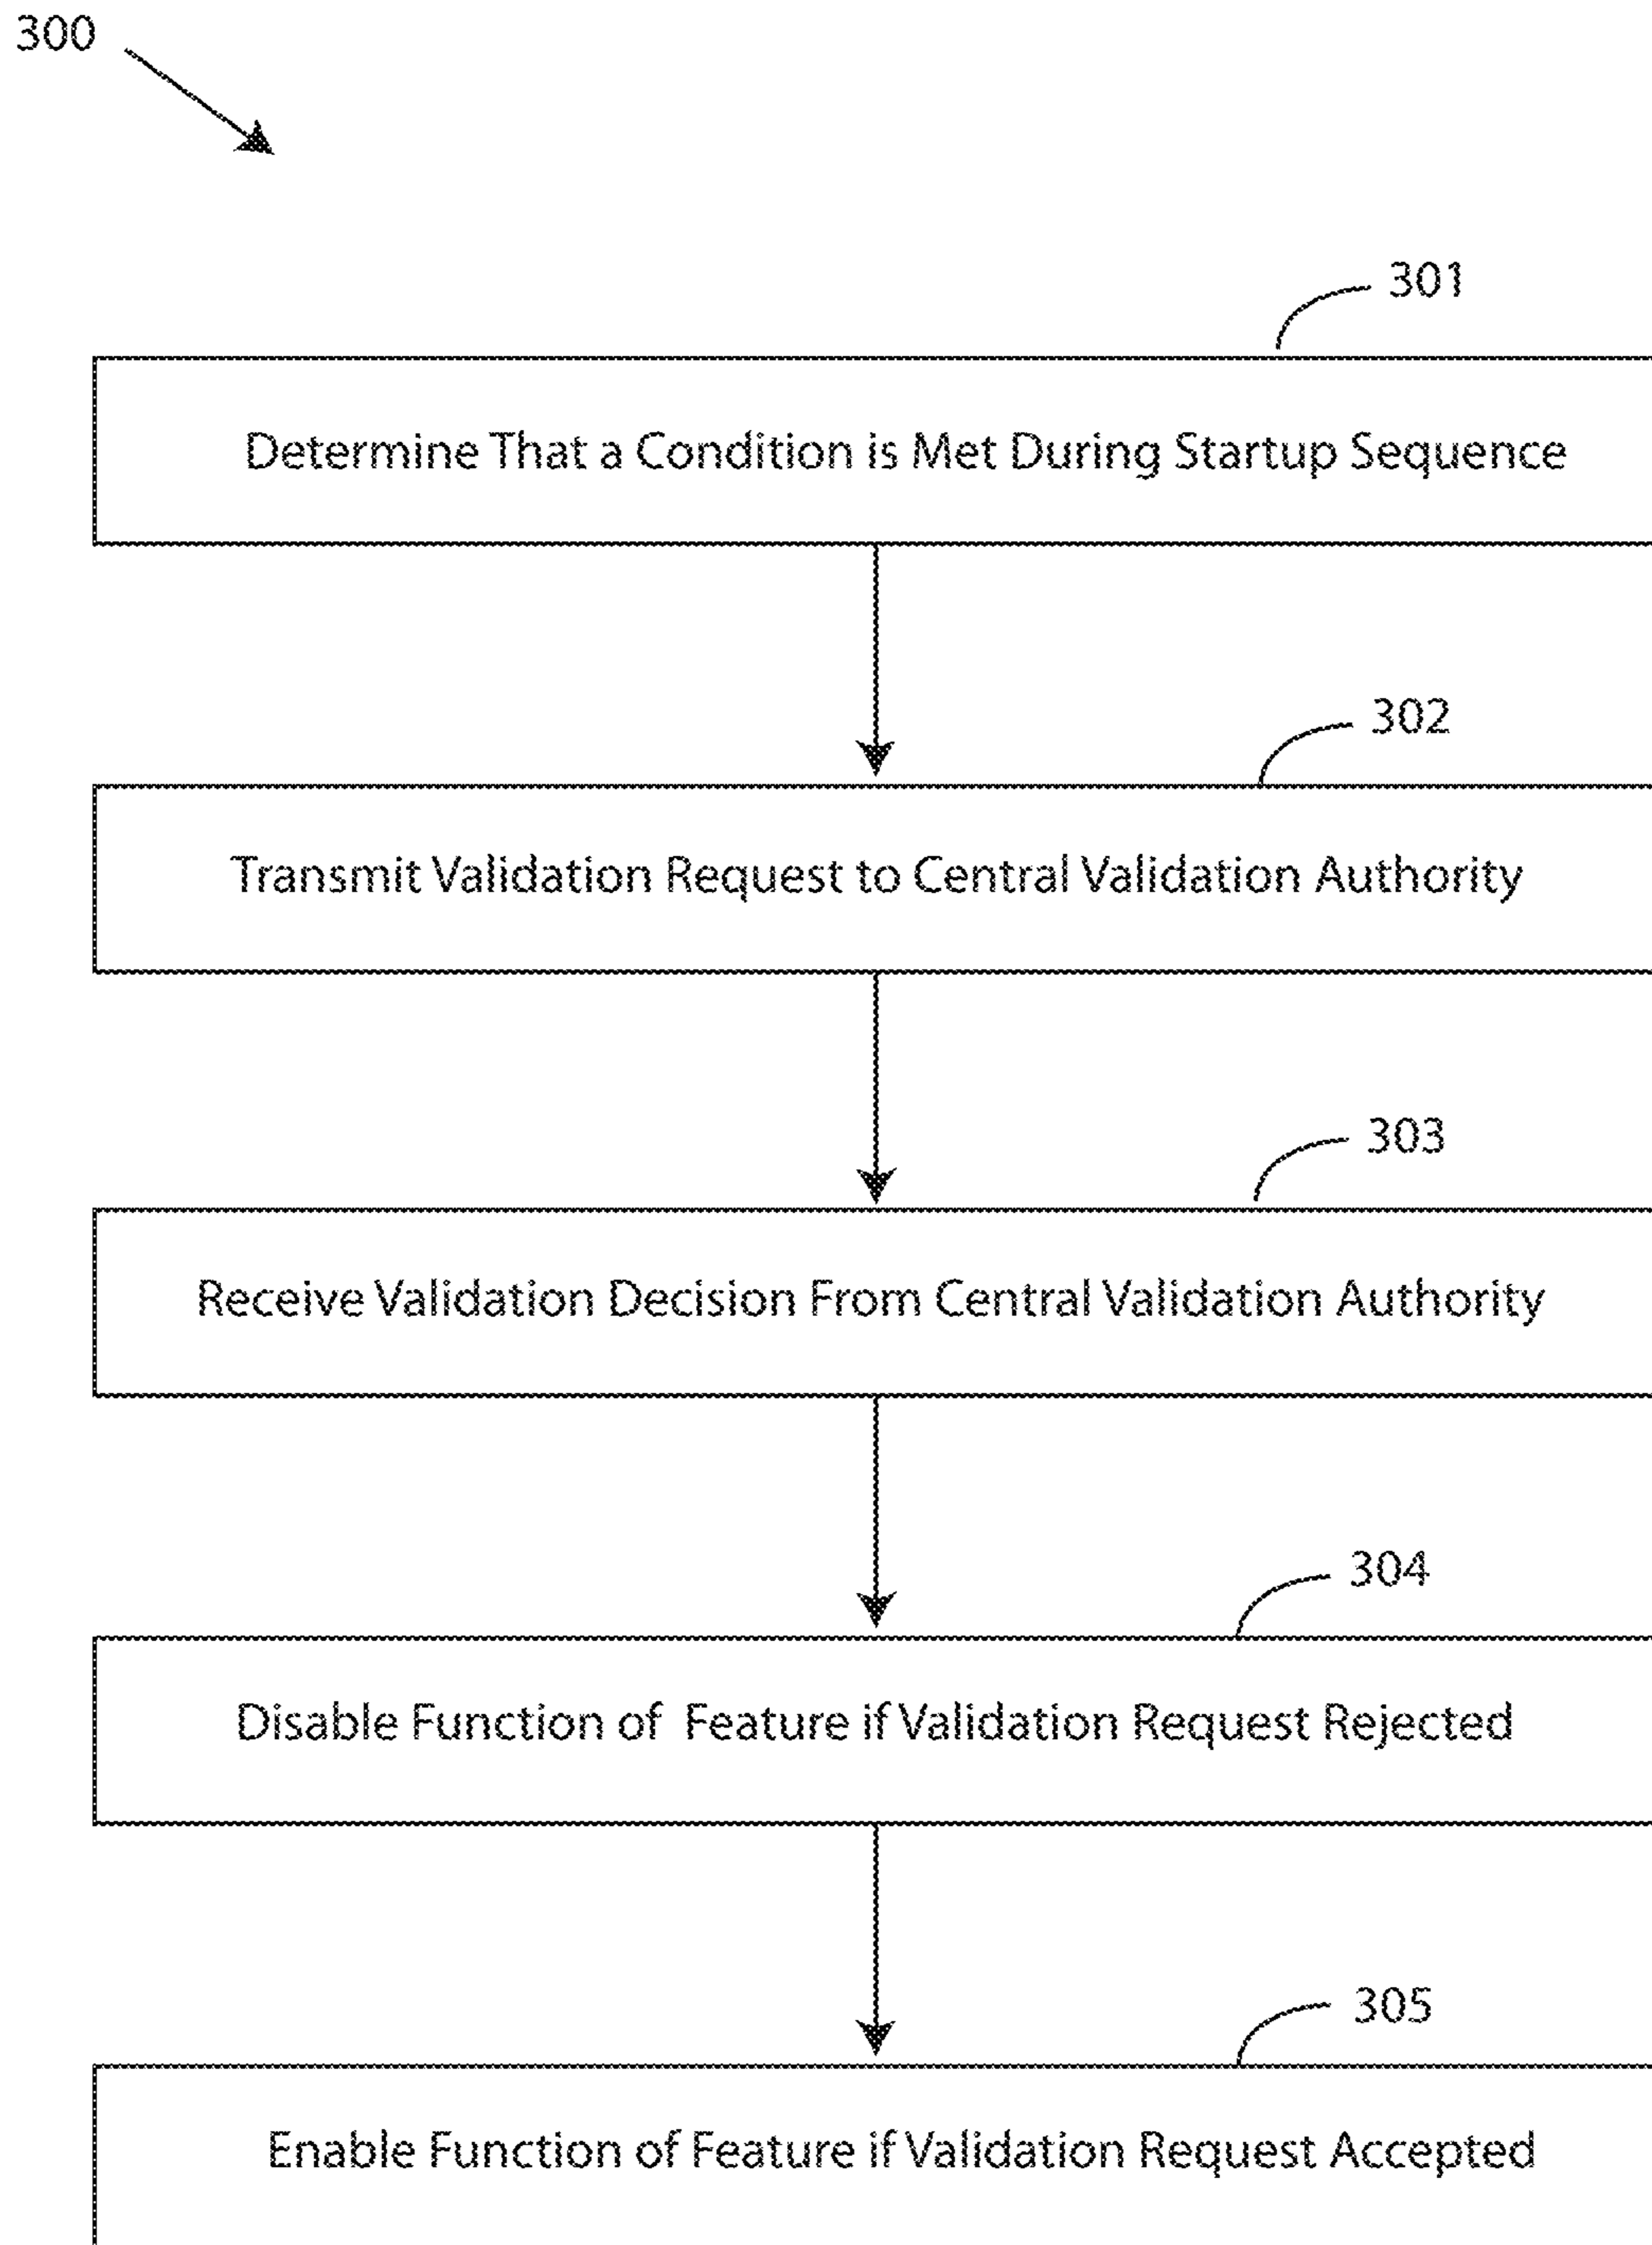 300
301
Determine That a Condition is Met During Startup Sequence
302
Transmit Validation Request to Central Validation Authority
303
Receive Validation Decision From Central Validation Authority
304
Disable Function of Feature if Validation Request Rejected
305
Enable Function of Feature if Validation Request Accepted